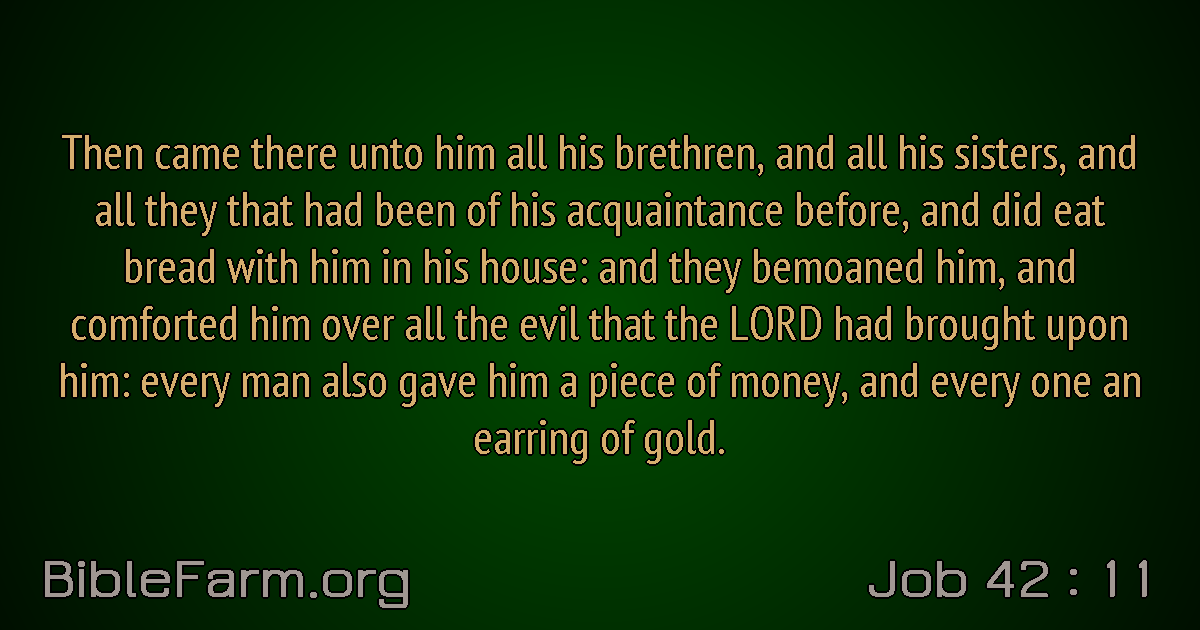 Then came there unto him all his brethren, and all his sisters, and
all they that had been of his acquaintance before, and did eat
bread with him in his house: and they bemoaned him, and
comforted him over all the evil that the LORD had brought upon
him: every man also gave him a piece of money, and every one an
earring of gold.
BibleFarm.org
Job 42 : 11